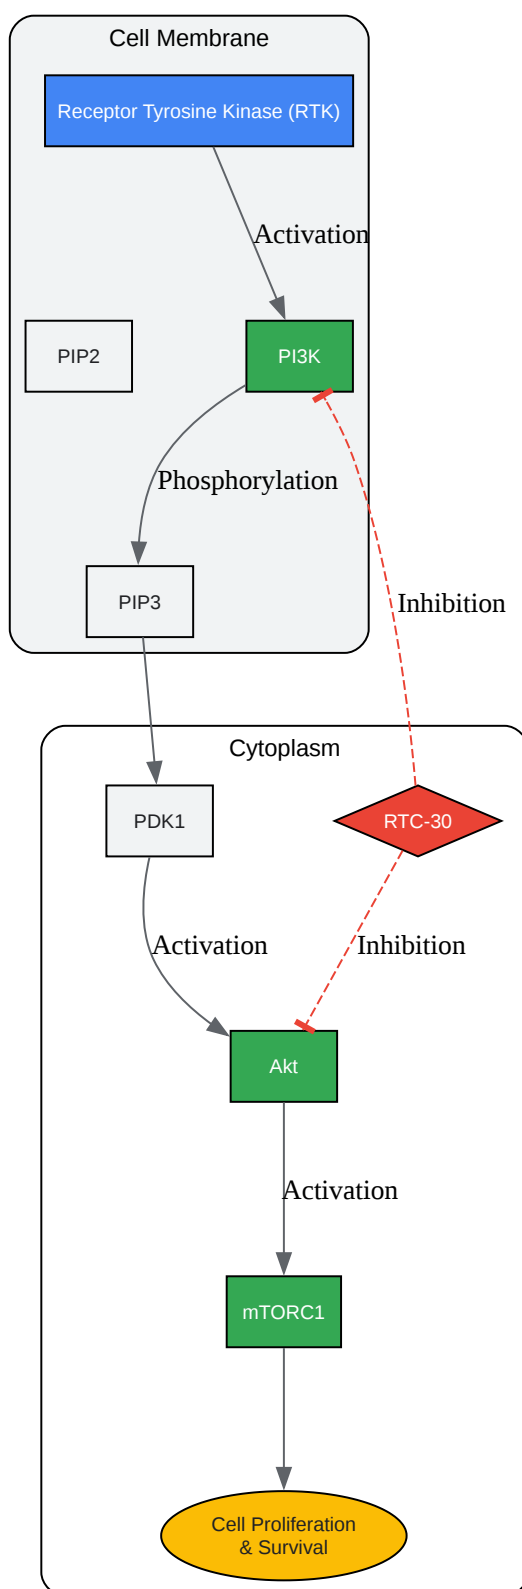 Cell Membrane
Receptor Tyrosine Kinase (RTK)
Activation
PIP2
PI3K
Phosphorylation
PIP3
Inhibition
Cytoplasm
PDK1
RTC-30
Activation
Inhibition
Akt
Activation
mTORC1
Cell Proliferation
& Survival